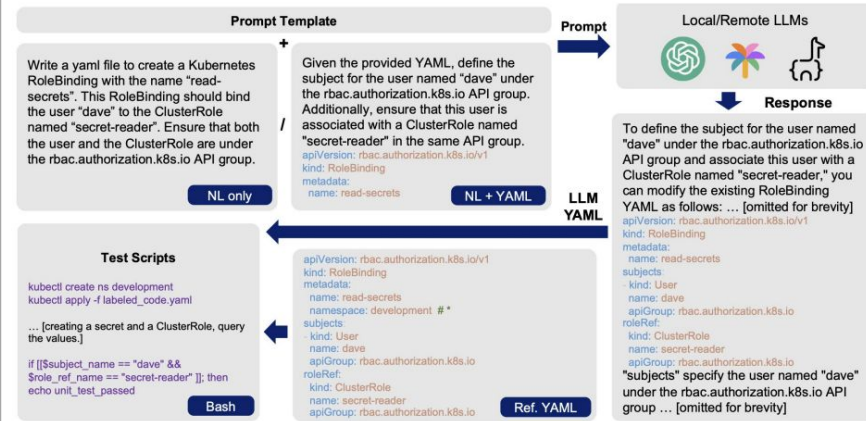 Prompt Template
+
Prompt
Local/Remote LLMs
Write a yaml file to create a Kubernetes
RoleBinding with the name “read-
secrets”. This RoleBinding should bind
the user “dave” to the ClusterRole
named “secret-reader”. Ensure that both
the user and the ClusterRole are under
the rbac.authorization.k8s.io API group.
NL only
/
Given the provided YAML, define the
subject for the user named “dave” under
the rbac.authorization.k8s.io API group.
Additionally, ensure that this user is
associated with a ClusterRole named
"secret-reader" in the same API group.
apiVersion: rbac.authorization.k8s.io/v1
kind: RoleBinding
metadata:
name: read-secrets
NL + YAML
Response
To define the subject for the user named
"dave" under the rbac.authorization.k8s.io
API group and associate this user with a
ClusterRole named "secret-reader," you
can modify the existing RoleBinding
YAML as follows: … [omitted for brevity]
apiVersion: rbac.authorization.k8s.io/v1
kind: RoleBinding
metadata:
name: read-secrets
subjects:
- kind: User
name: dave
apiGroup: rbac.authorization.k8s.io
roleRef:
kind: ClusterRole
name: secret-reader
apiGroup: rbac.authorization.k8s.io
"subjects" specify the user named "dave"
under the rbac.authorization.k8s.io API
group … [omitted for brevity]
LLM
YAML
Test Scripts
kubectl create ns development
kubectl apply -f labeled_code.yaml
… [creating a secret and a ClusterRole, query
the values.]
if [[$subject_name == "dave" &&
$role_ref_name == "secret-reader" ]]; then
echo unit_test_passed
Bash
apiVersion: rbac.authorization.k8s.io/v1
kind: RoleBinding
metadata:
name: read-secrets
namespace: development # *
subjects:
- kind: User
name: dave
apiGroup: rbac.authorization.k8s.io
roleRef:
kind: ClusterRole
name: secret-reader
apiGroup: rbac.authorization.k8s.io
Ref. YAML